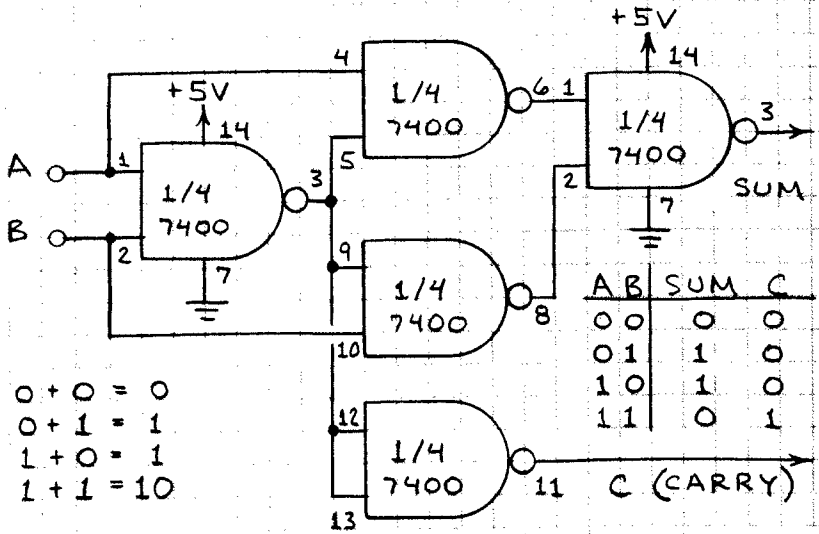 +5V
14
4
1/4
7400
6
1
1/4
7400
3
+5V
14
5
2
A
1
1/4
7400
3
SUM
7
B
2
9
7
1/4
7400
8
10
A B SUM C
0 0 0 0
0 1 1 0
1 0 1 0
1 1 0 1
0 + 0 = 0
0 + 1 = 1
1 + 0 = 1
1 + 1 = 10
12
1/4
7400
11
C (CARRY)
13